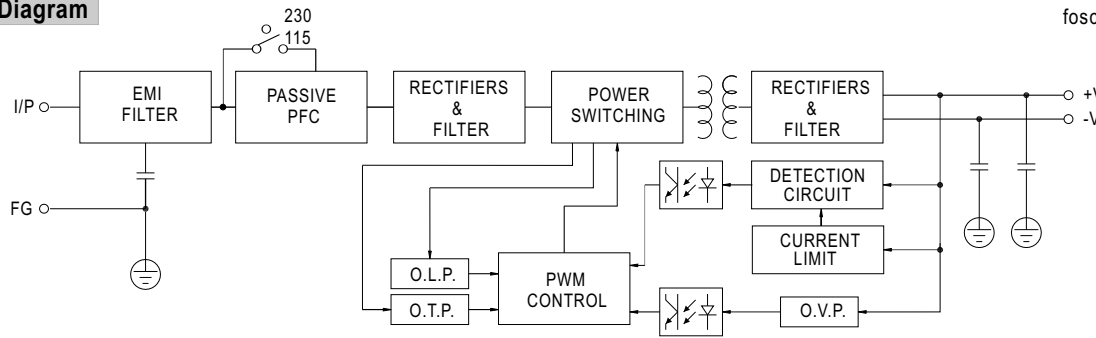 Diagram
fosc
230
115
I/P
EMI
FILTER
PASSIVE
PFC
RECTIFIERS
&
FILTER
POWER
SWITCHING
RECTIFIERS
&
FILTER
+V
-V
FG
DETECTION
CIRCUIT
CURRENT
LIMIT
O.L.P.
O.T.P.
PWM
CONTROL
O.V.P.